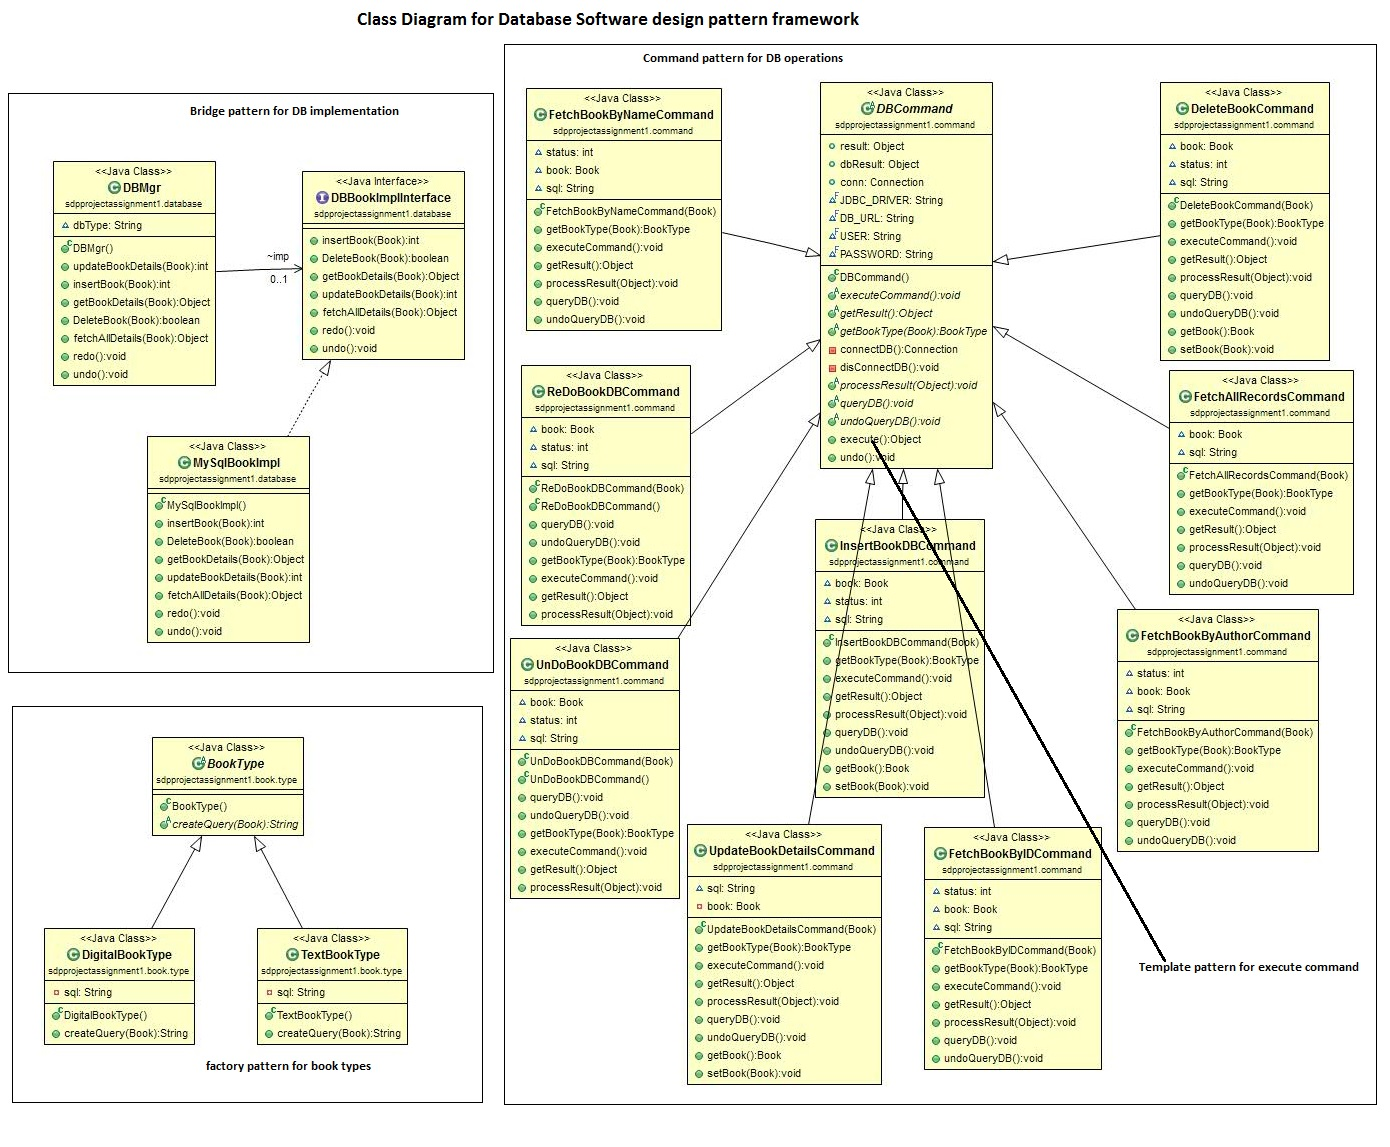 Class Diagram for Database Software design pattern framework
Bridge pattern for DB implementation
<<Java Class>>
DBMgr
sdpprojectassignment1.database
dbType: String
DBMgr()
updateBookDetails(Book):int
insertBook(Book):int
getBookDetails(Book):Object
DeleteBook(Book):boolean
fetchAllDetails(Book):Object
redo():void
undo():void
~imp
0..1
<<Java Interface>>
DBBookImplInterface
sdpprojectassignment1.database
insertBook(Book):int
DeleteBook(Book):boolean
getBookDetails(Book):Object
updateBookDetails(Book):int
fetchAllDetails(Book):Object
redo():void
undo():void
<<Java Class>>
MySqlBookImpl
sdpprojectassignment1.database
MySqlBookImpl()
insertBook(Book):int
DeleteBook(Book):boolean
getBookDetails(Book):Object
updateBookDetails(Book):int
fetchAllDetails(Book):Object
redo():void
undo():void
<<Java Class>>
BookType
sdpprojectassignment1.book.type
BookType()
createQuery(Book):String
<<Java Class>>
DigitalBookType
sdpprojectassignment1.book.type
sql: String
DigitalBookType()
createQuery(Book):String
<<Java Class>>
TextBookType
sdpprojectassignment1.book.type
sql: String
TextBookType()
createQuery(Book):String
factory pattern for book types
Command pattern for DB operations
<<Java Class>>
FetchBookByNameCommand
sdpprojectassignment1.command
status: int
book: Book
sql: String
FetchBookByNameCommand(Book)
getBookType(Book):BookType
executeCommand():void
getResult():Object
processResult(Object):void
queryDB():void
undoQueryDB():void
<<Java Class>>
DBCommand
sdpprojectassignment1.command
result: Object
dbResult: Object
conn: Connection
JDBC_DRIVER: String
DB_URL: String
USER: String
PASSWORD: String
DBCommand()
executeCommand():void
getResult():Object
getBookType(Book):BookType
connectDB():Connection
disConnectDB():void
processResult(Object):void
queryDB():void
undoQueryDB():void
execute():Object
undo():void
<<Java Class>>
DeleteBookCommand
sdpprojectassignment1.command
book: Book
status: int
sql: String
DeleteBookCommand(Book)
getBookType(Book):BookType
executeCommand():void
getResult():Object
processResult(Object):void
queryDB():void
undoQueryDB():void
getBook():Book
setBook(Book):void
<<Java Class>>
ReDoBookDBCommand
sdpprojectassignment1.command
book: Book
status: int
sql: String
ReDoBookDBCommand(Book)
ReDoBookDBCommand()
queryDB():void
undoQueryDB():void
getBookType(Book):BookType
executeCommand():void
getResult():Object
processResult(Object):void
<<Java Class>>
FetchAllRecordsCommand
sdpprojectassignment1.command
book: Book
sql: String
FetchAllRecordsCommand(Book)
getBookType(Book):BookType
executeCommand():void
getResult():Object
processResult(Object):void
queryDB():void
undoQueryDB():void
<<Java Class>>
InsertBookDBCommand
sdpprojectassignment1.command
book: Book
status: int
sql: String
InsertBookDBCommand(Book)
getBookType(Book):BookType
executeCommand():void
getResult():Object
processResult(Object):void
queryDB():void
undoQueryDB():void
getBook():Book
setBook(Book):void
<<Java Class>>
UnDoBookDBCommand
sdpprojectassignment1.command
book: Book
status: int
sql: String
UnDoBookDBCommand(Book)
UnDoBookDBCommand()
queryDB():void
undoQueryDB():void
getBookType(Book):BookType
executeCommand():void
getResult():Object
processResult(Object):void
<<Java Class>>
FetchBookByAuthorCommand
sdpprojectassignment1.command
status: int
book: Book
sql: String
FetchBookByAuthorCommand(Book)
getBookType(Book):BookType
executeCommand():void
getResult():Object
processResult(Object):void
queryDB():void
undoQueryDB():void
<<Java Class>>
UpdateBookDetailsCommand
sdpprojectassignment1.command
sql: String
book: Book
UpdateBookDetailsCommand(Book)
getBookType(Book):BookType
executeCommand():void
getResult():Object
processResult(Object):void
queryDB():void
undoQueryDB():void
getBook():Book
setBook(Book):void
<<Java Class>>
FetchBookByIDCommand
sdpprojectassignment1.command
status: int
book: Book
sql: String
FetchBookByIDCommand(Book)
getBookType(Book):BookType
executeCommand():void
getResult():Object
processResult(Object):void
queryDB():void
undoQueryDB():void
Template pattern for execute command